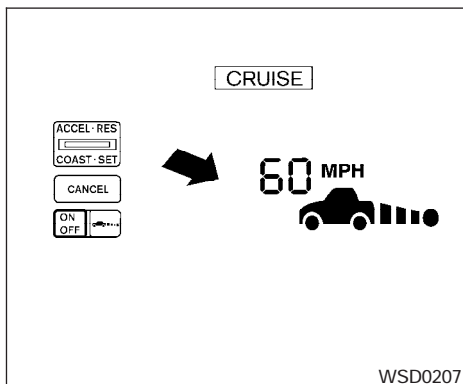 CRUISE
ACCEL·RES
COAST·SET
CANCEL
ON
OFF
60 MPH
WSD0207